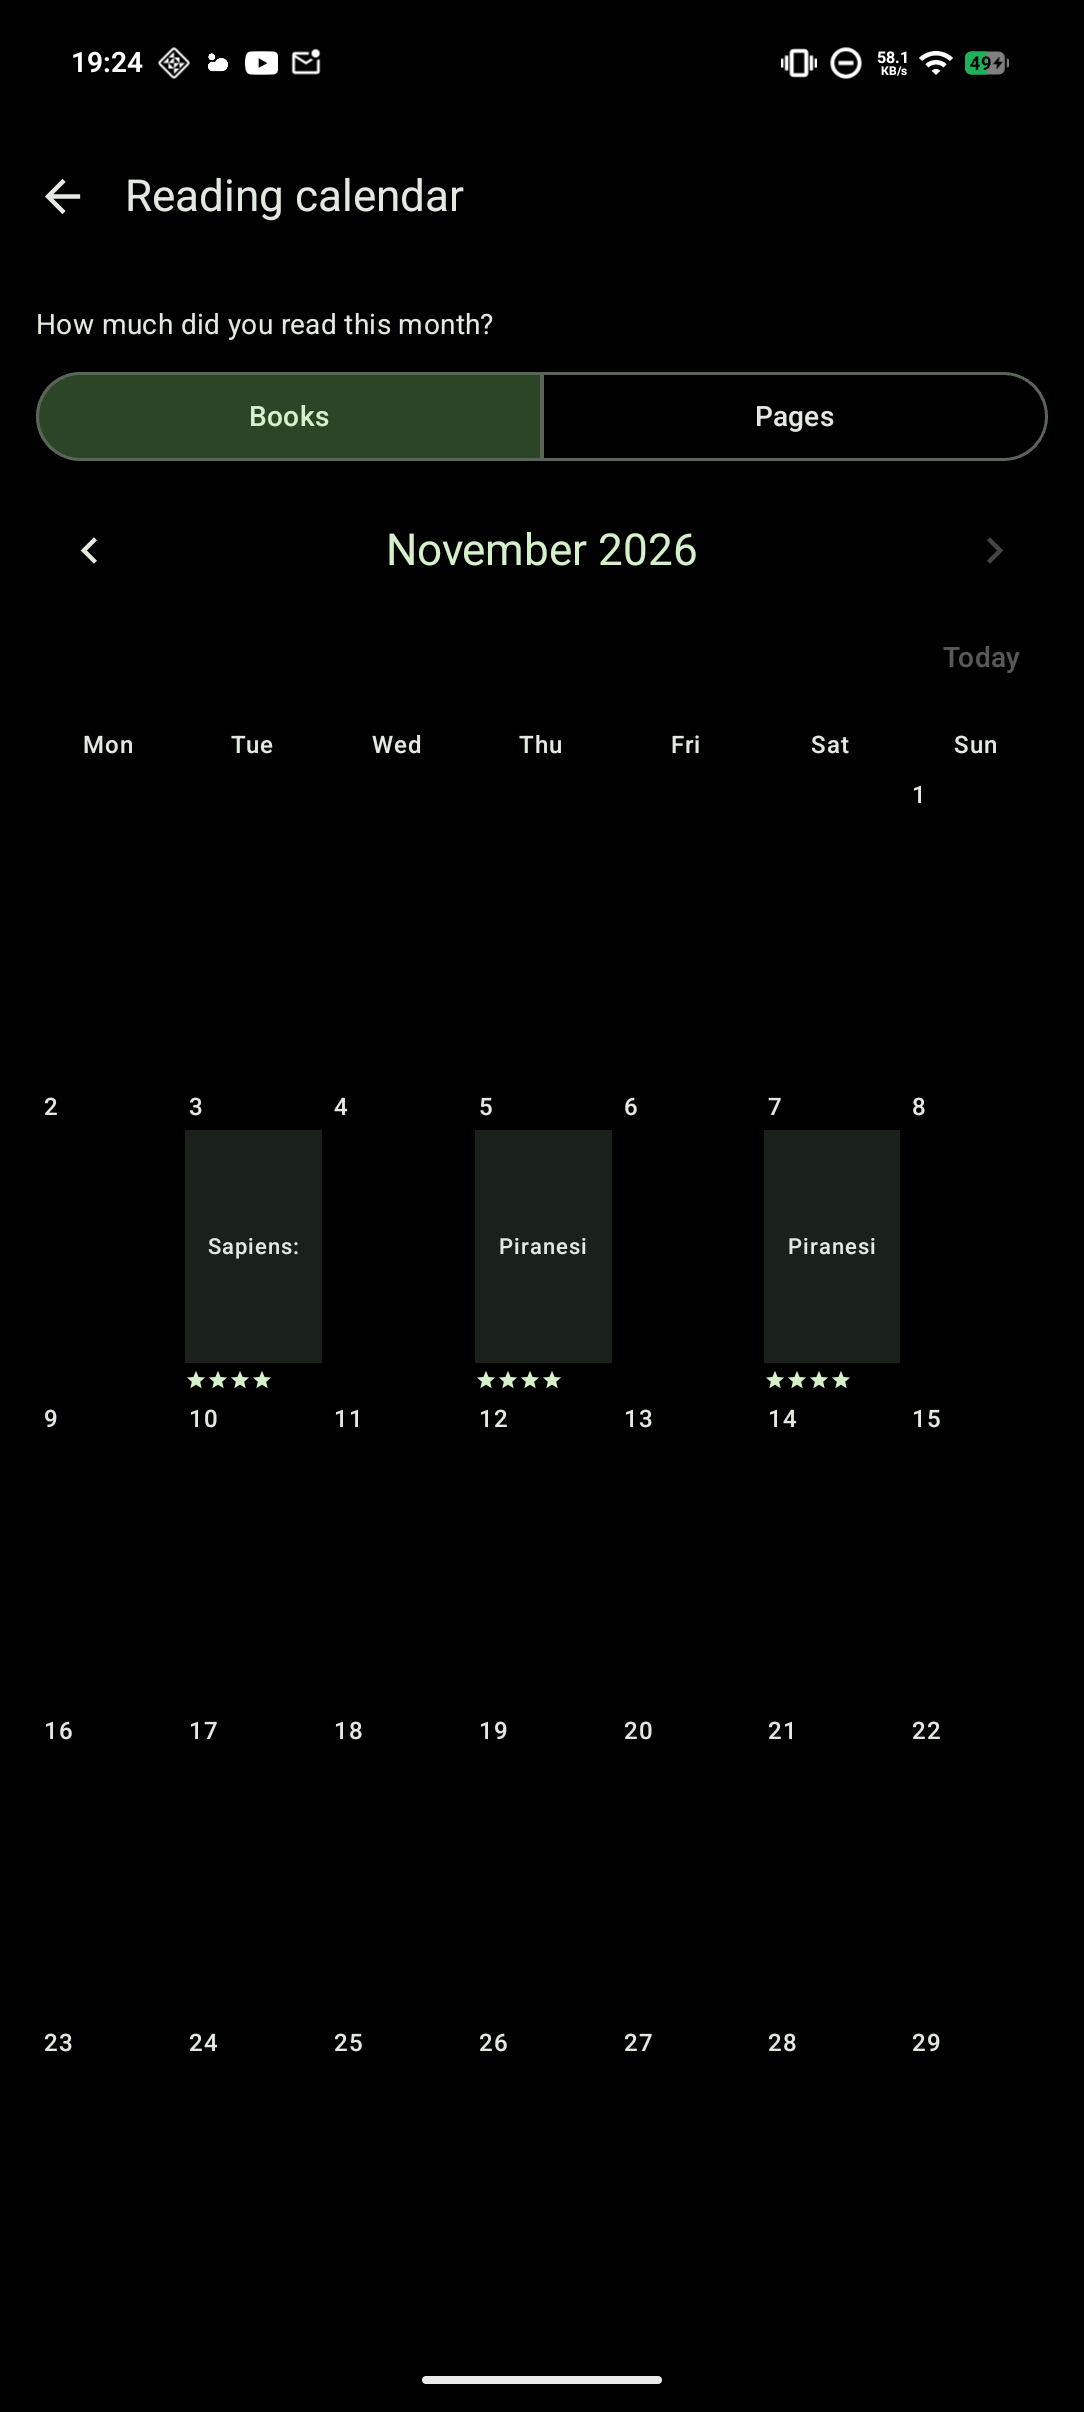 19:24
58.1
KB/s
49
Reading calendar
How much did you read this month?
Books
Pages
November 2026
Today
Mon Tue Wed Thu Fri Sat Sun
1
2 3 4 5 6 7 8
Sapiens: Piranesi Piranesi
9 10 11 12 13 14 15
16 17 18 19 20 21 22
23 24 25 26 27 28 29